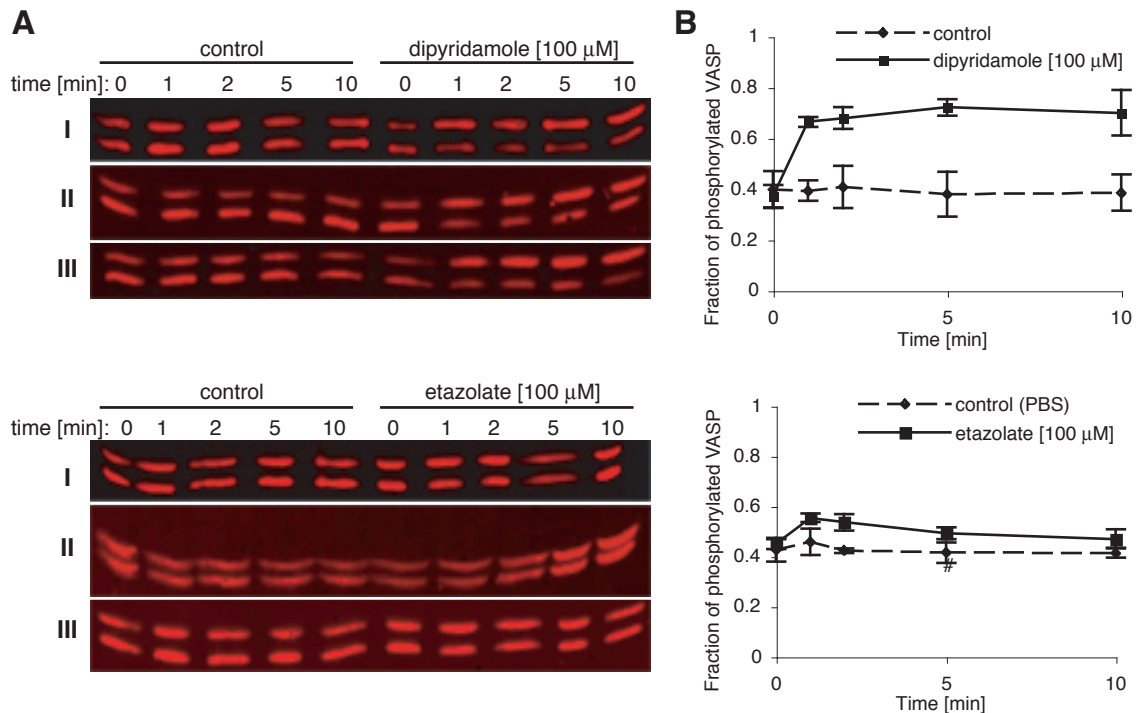 A
control
dipyridamole [100 µM]
time [min]: 0 1 2 5 10 0 1 2 5 10
I
II
III
control
etazolate [100 µM]
time [min]: 0 1 2 5 10 0 1 2 5 10
I
II
III
B
control
dipyridamole [100 µM]
Fraction of phosphorylated VASP
1
0.8
0.6
0.4
0.2
0
0 5 10
Time [min]
control (PBS)
etazolate [100 µM]
Fraction of phosphorylated VASP
1
0.8
0.6
0.4
0.2
0
#
0 5 10
Time [min]